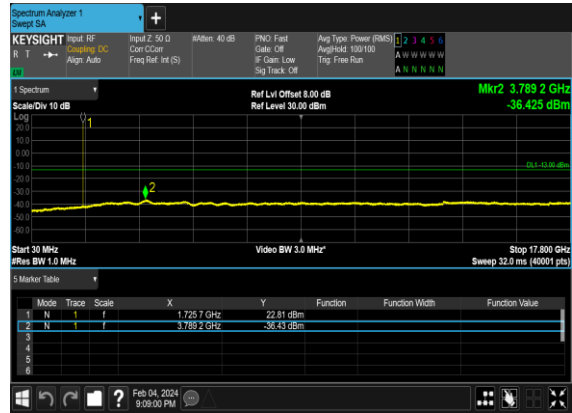 Spectrum Analyzer 1
Swept SA
+
KEYSIGHT Input: RF Input Z: 50 Ω #Atten: 40 dB PNO: Fast Avg Type: Power (RMS) 1 2 3 4 5 6
R T Coupling: DC Corr CCorr Gate: Off Avg|Hold: 100/100 A W W W W W
Align: Auto Freq Ref: Int (S) IF Gain: Low Trig: Free Run
Sig Track: Off A N N N N N
1 Spectrum Ref Lvl Offset 8.00 dB Mkr2 3.789 2 GHz
Scale/Div 10 dB Ref Level 30.00 dBm -36.425 dBm
Log
20.0 1
10.0
0.00
-10.0 DL1 -13.00 dBm
-20.0
-30.0 2
-40.0
-50.0
-60.0
Start 30 MHz Video BW 3.0 MHz* Stop 17.800 GHz
#Res BW 1.0 MHz Sweep 32.0 ms (40001 pts)
5 Marker Table
Mode Trace Scale X Y Function Function Width Function Value
1 N 1 f 1.725 7 GHz 22.81 dBm
2 N 1 f 3.789 2 GHz -36.43 dBm
3
4
5
6
? Feb 04, 2024
9:09:00 PM